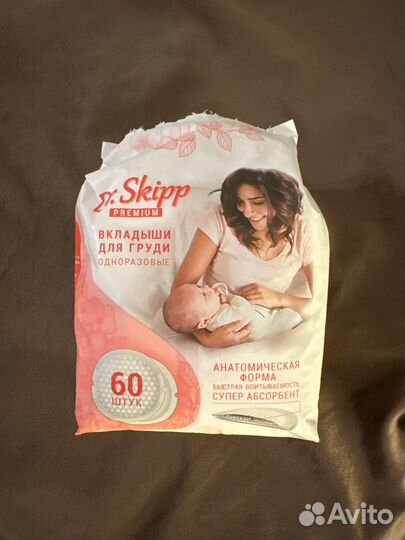 Dr. Skipp
PREMIUM
ВКЛАДЫШИ
ДЛЯ ГРУДИ
ОДНОРАЗОВЫЕ
60
ШТУК
АНАТОМИЧЕСКАЯ
ФОРМА
БЫСТРАЯ ВПИТЫВАЕМОСТЬ
СУПЕР АБСОРБЕНТ
Avito